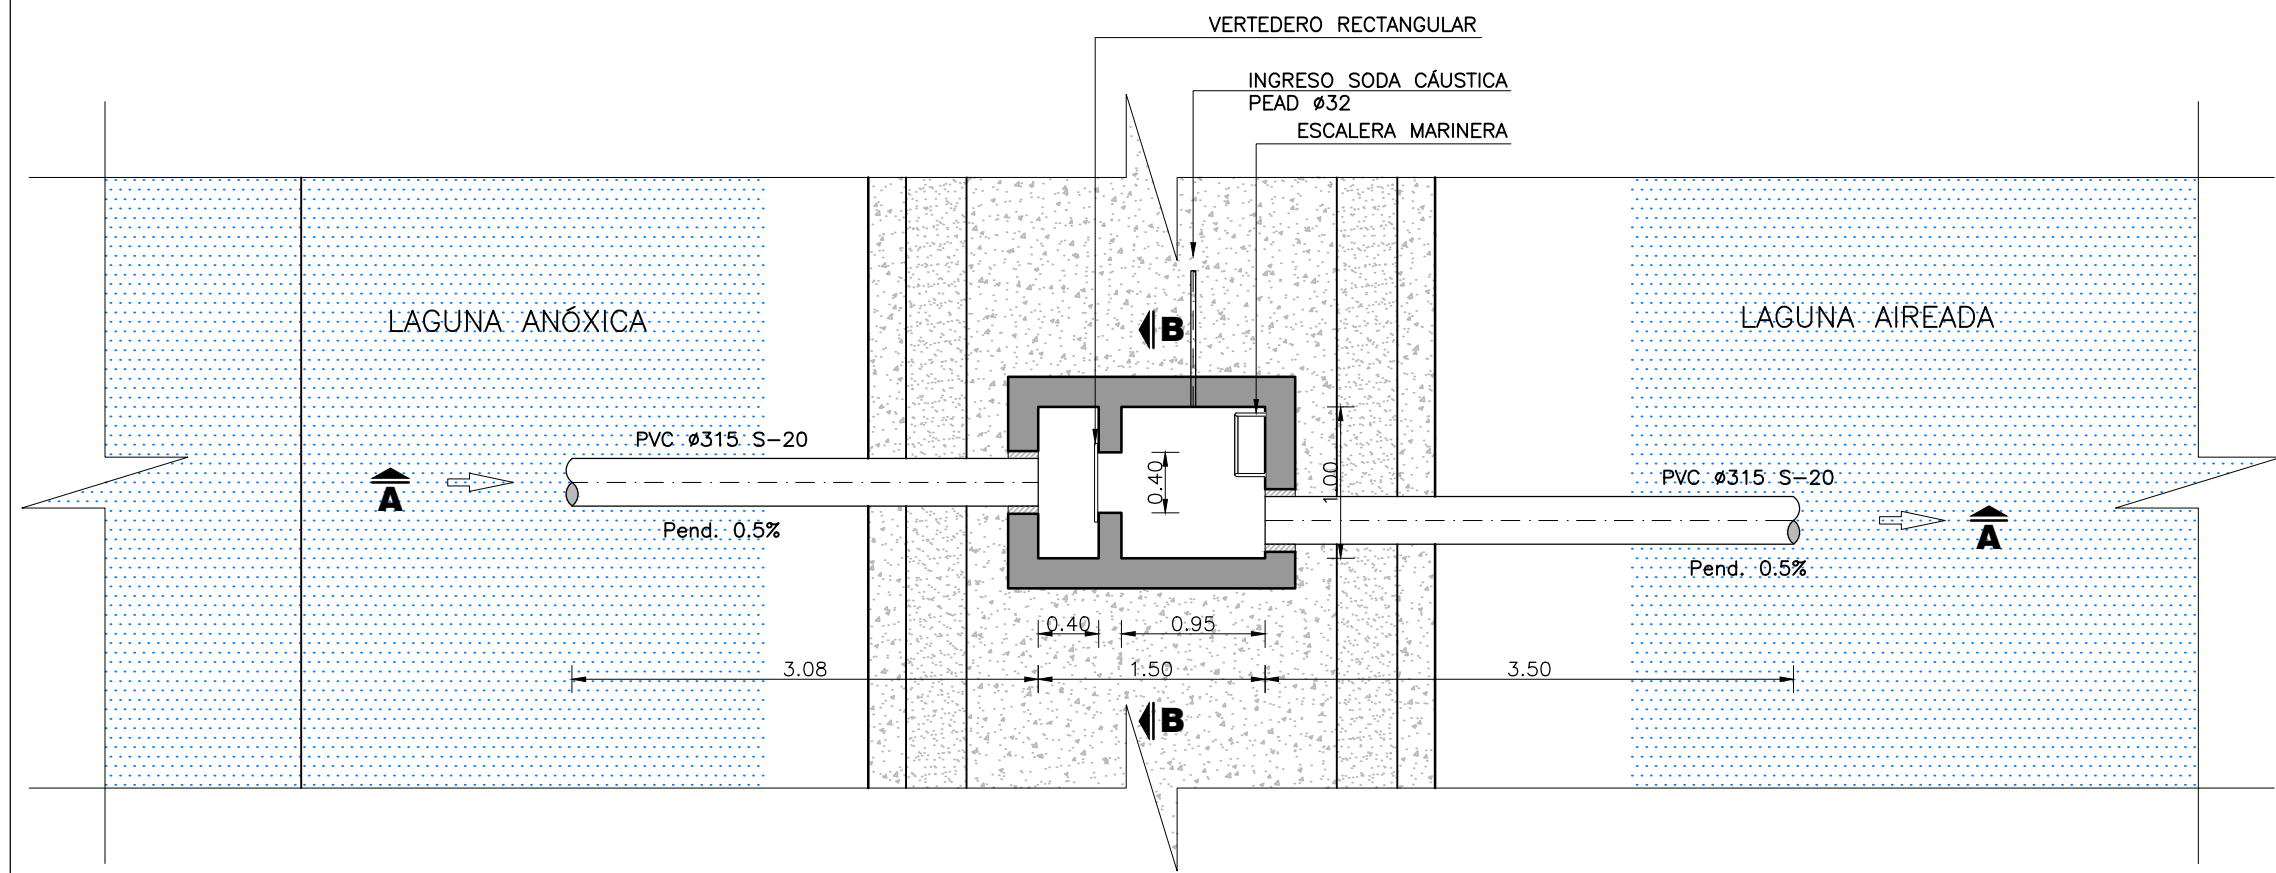 VERTEDERO RECTANGULAR
INGRESO SODA CÁUSTICA
PEAD ø32
ESCALERA MARINERA
LAGUNA ANÓXICA
LAGUNA AIREADA
B
PVC ø315 S-20
A
Pend. 0.5%
0.40
1.00
PVC ø315 S-20
A
Pend. 0.5%
0.40
0.95
3.08
1.50
3.50
B